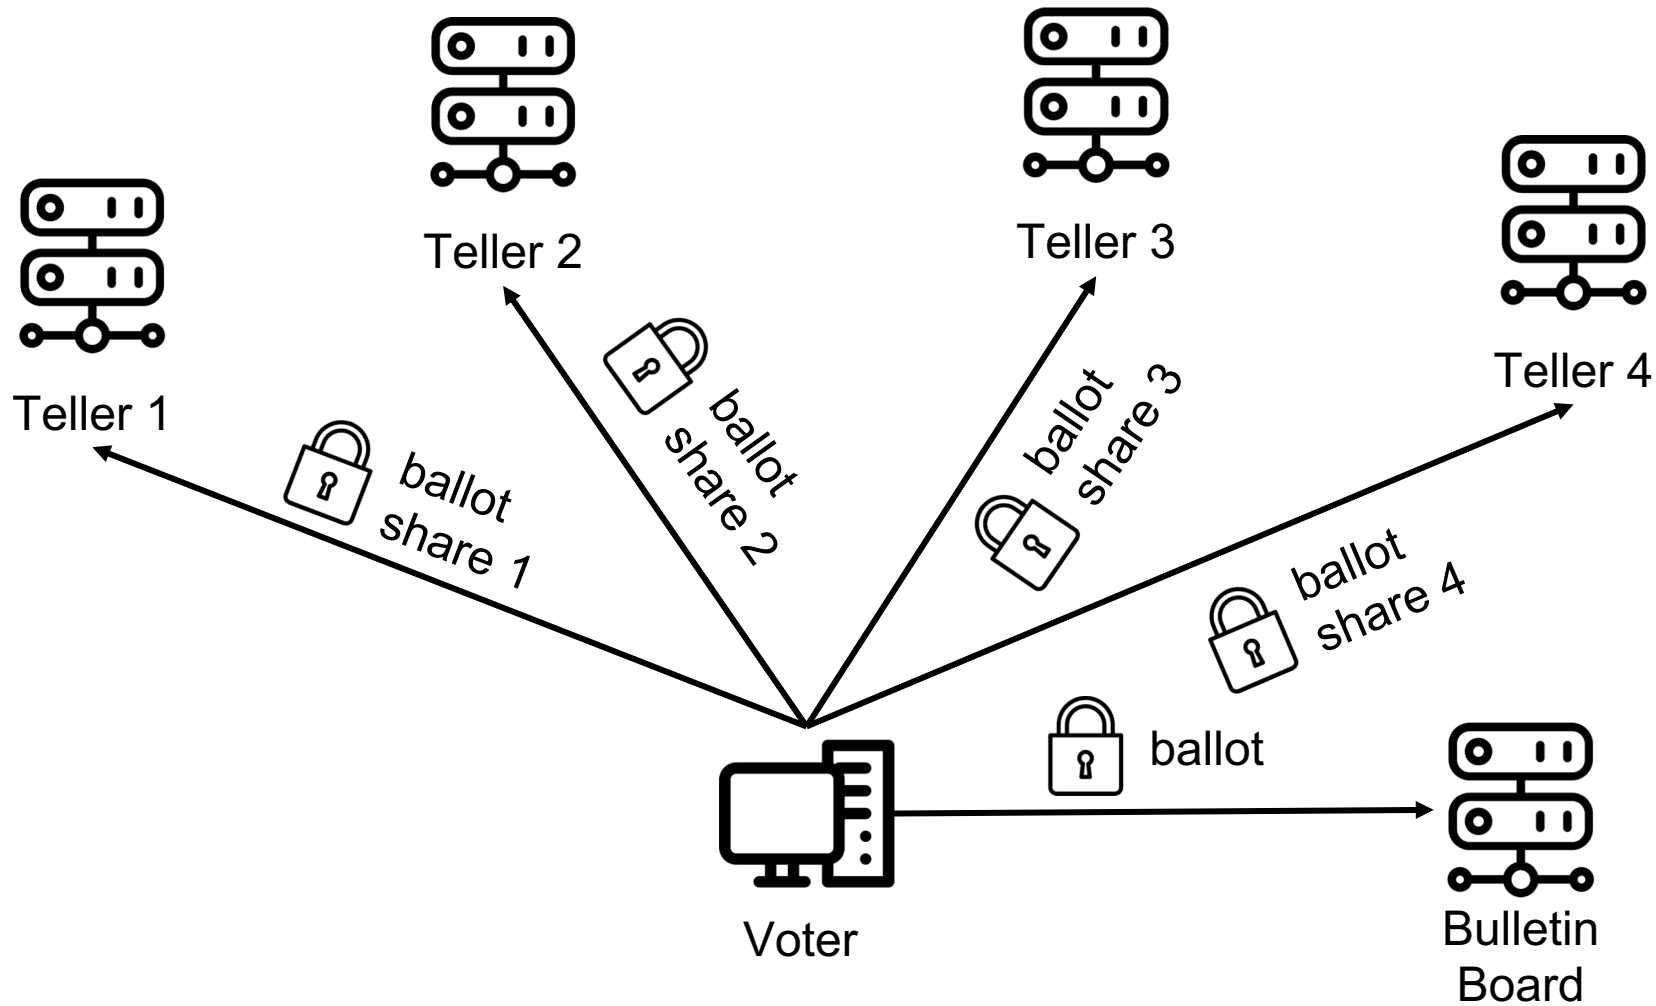 Teller 1
Teller 2
Teller 3
Teller 4
ballot
share 1
ballot
share 2
ballot
share 3
ballot
share 4
ballot
Voter
Bulletin
Board